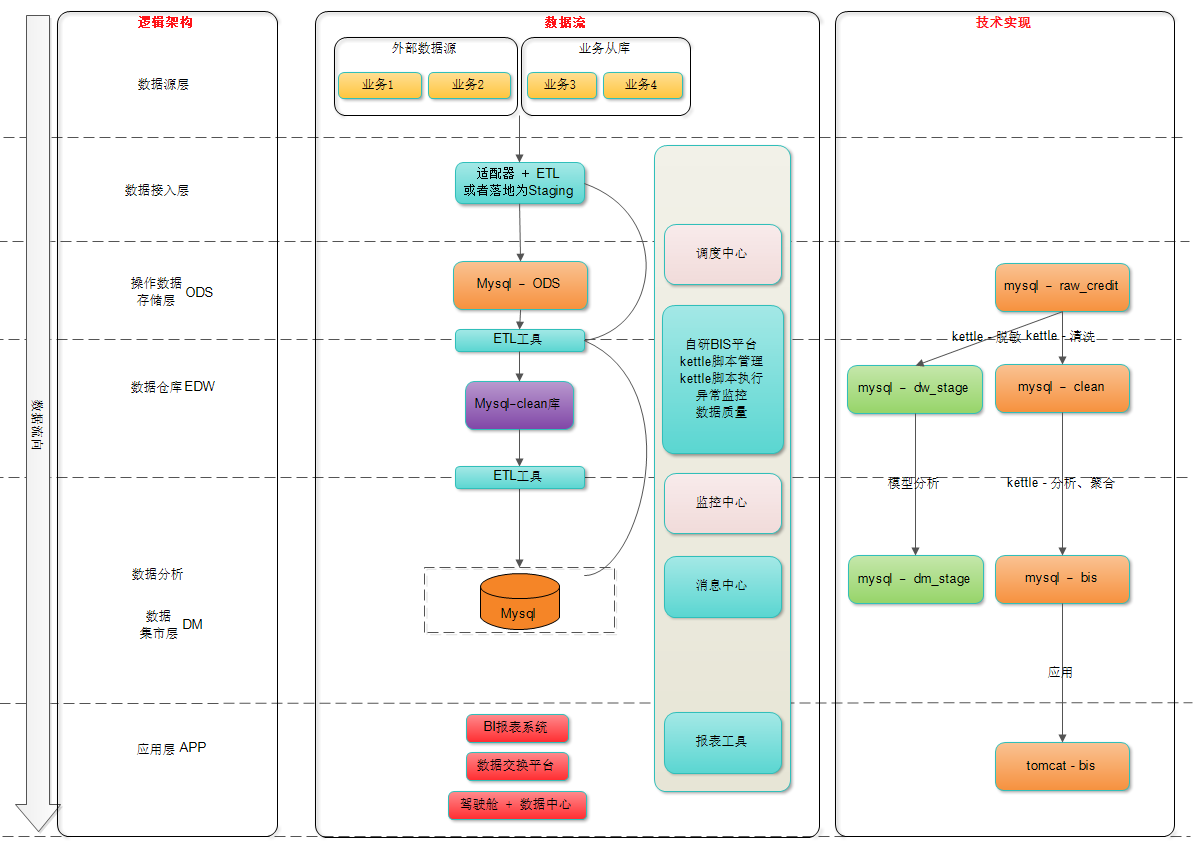 逻辑架构
数据流
技术实现
外部数据源
业务从库
数据源层
业务1
业务2
业务3
业务4
适配器 + ETL
或者落地为Staging
数据接入层
调度中心
操作数据
存储层 ODS
Mysql - ODS
mysql - raw_credit
ETL工具
kettle - 脱敏
kettle - 清洗
自研BIS平台
kettle脚本管理
kettle脚本执行
异常监控
数据质量
数据仓库 EDW
Mysql-clean库
mysql - dw_stage
mysql - clean
数据流向
ETL工具
模型分析
kettle - 分析、聚合
监控中心
数据分析
消息中心
mysql - dm_stage
mysql - bis
Mysql
数据
集市层 DM
应用
BI报表系统
报表工具
应用层 APP
数据交换平台
tomcat - bis
驾驶舱 + 数据中心